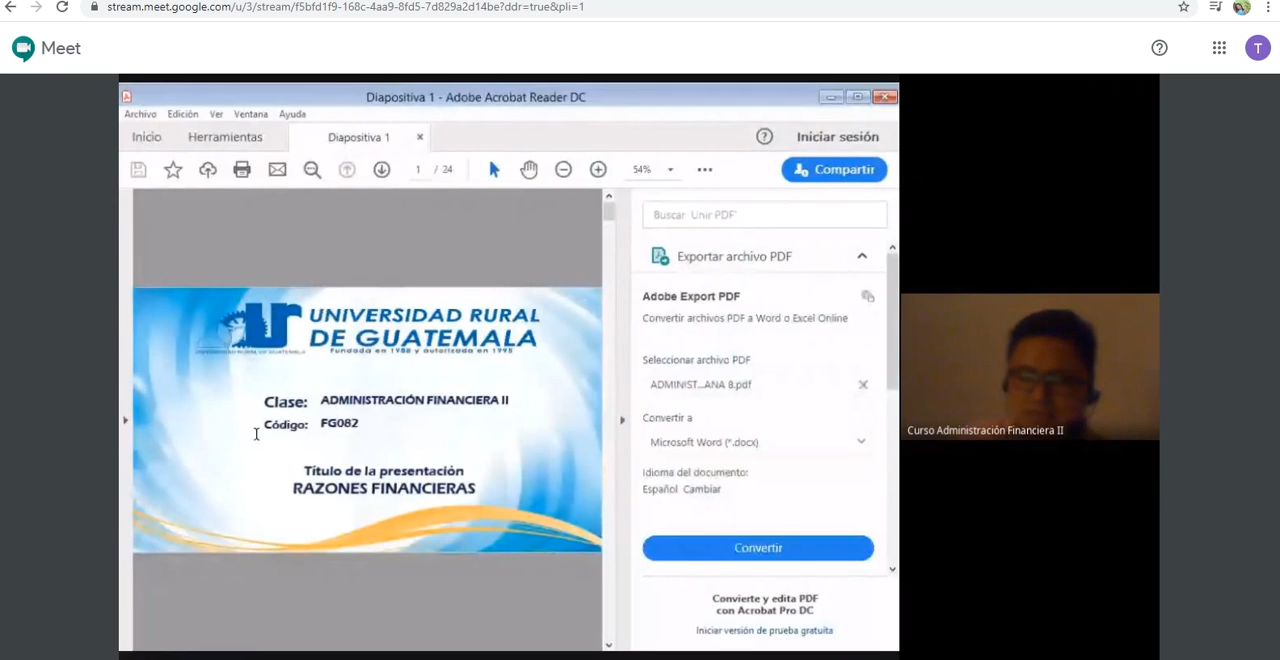 stream.meet.google.com/u/3/stream/f5bfd1f9-168c-4aa9-8fd5-7d829a2d14be?ddr=true&pli=1
Meet
T
Diapositiva 1 - Adobe Acrobat Reader DC
Archivo Edición Ver Ventana Ayuda
Inicio Herramientas Diapositiva 1 × Iniciar sesión
1 / 24 54% Compartir
UNIVERSIDAD RURAL
DE GUATEMALA
Fundada en 1988 y autorizada en 1995
UNIVERSIDAD RURAL DE GUATEMALA
Clase: ADMINISTRACIÓN FINANCIERA II
Código: FG082
Título de la presentación
RAZONES FINANCIERAS
Buscar 'Unir PDF'
Exportar archivo PDF
Adobe Export PDF
Convertir archivos PDF a Word o Excel Online
Seleccionar archivo PDF
ADMINIST...ANA 8.pdf
Convertir a
Microsoft Word (*.docx)
Idioma del documento:
Español Cambiar
Convertir
Convierte y edita PDF
con Acrobat Pro DC
Iniciar versión de prueba gratuita
Curso Administración Financiera II